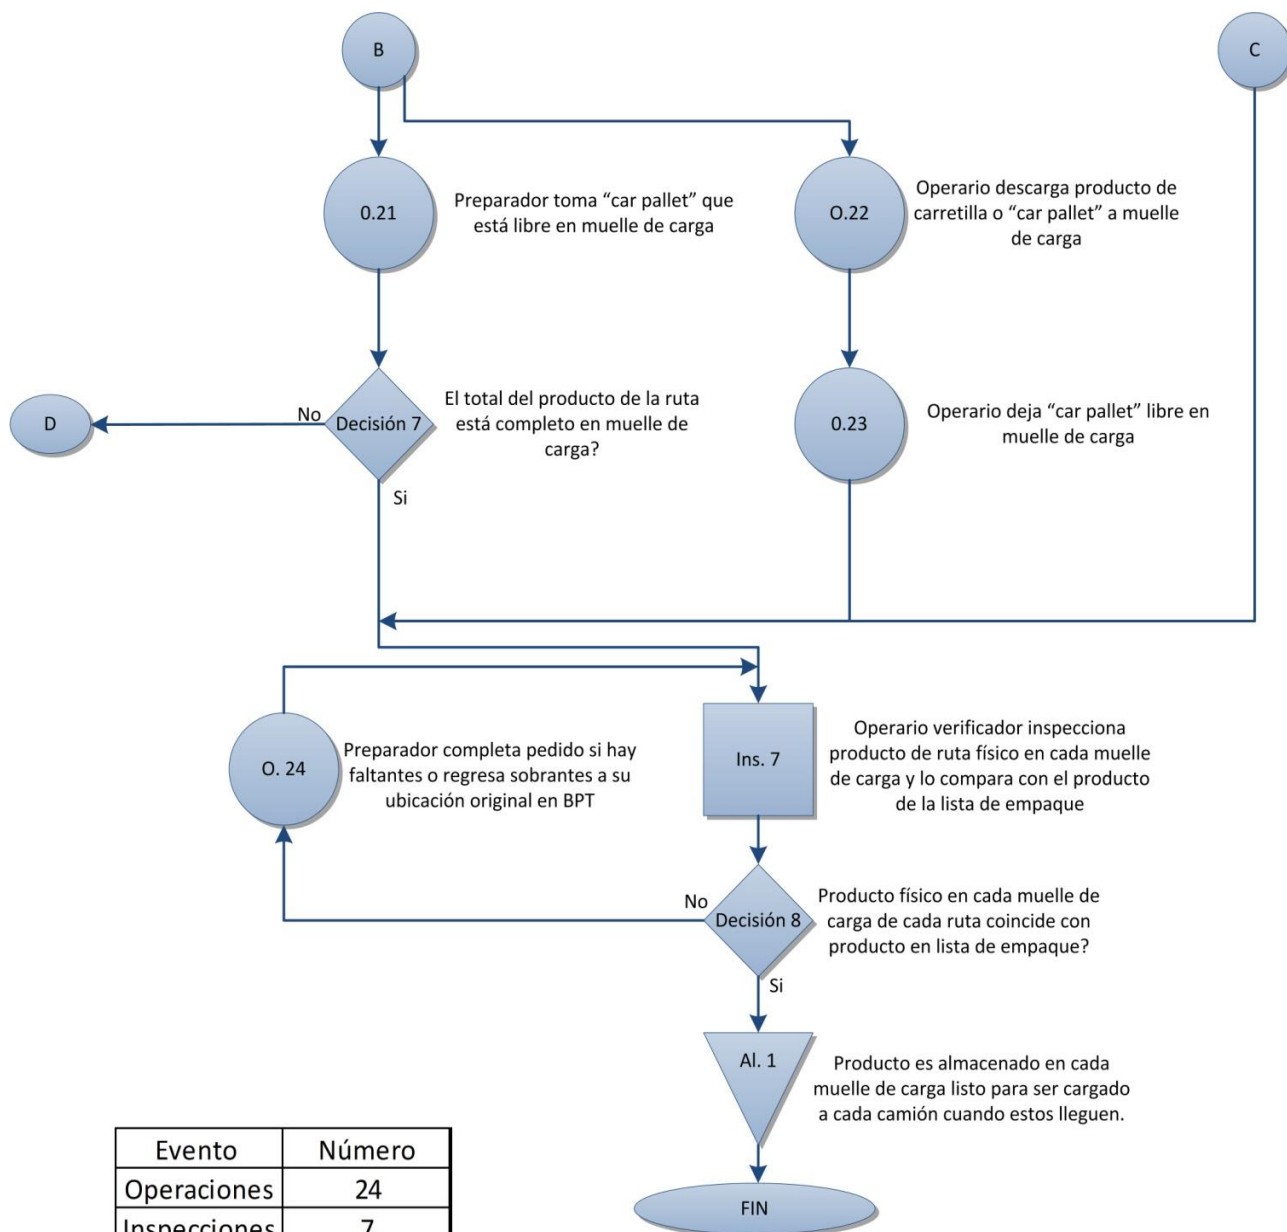 B
C
0.21
Preparador toma “car pallet” que
está libre en muelle de carga
O.22
Operario descarga producto de
carretilla o “car pallet” a muelle
de carga
D
No
Decisión 7
El total del producto de la ruta
está completo en muelle de
carga?
Si
0.23
Operario deja “car pallet” libre en
muelle de carga
O. 24
Preparador completa pedido si hay
faltantes o regresa sobrantes a su
ubicación original en BPT
Ins. 7
Operario verificador inspecciona
producto de ruta físico en cada muelle
de carga y lo compara con el producto
de la lista de empaque
No
Decisión 8
Producto físico en cada muelle de
carga de cada ruta coincide con
producto en lista de empaque?
Si
Al. 1
Producto es almacenado en cada
muelle de carga listo para ser cargado
a cada camión cuando estos lleguen.
FIN
Evento Número
Operaciones 24
Inspecciones 7